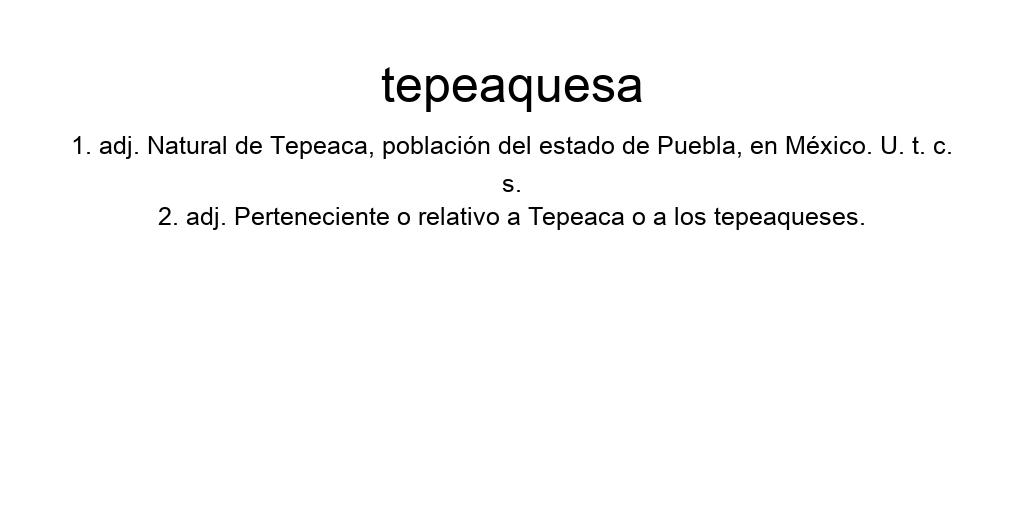 tepeaquesa
1. adj. Natural de Tepeaca, población del estado de Puebla, en México. U. t. c.
s.
2. adj. Perteneciente o relativo a Tepeaca o a los tepeaqueses.